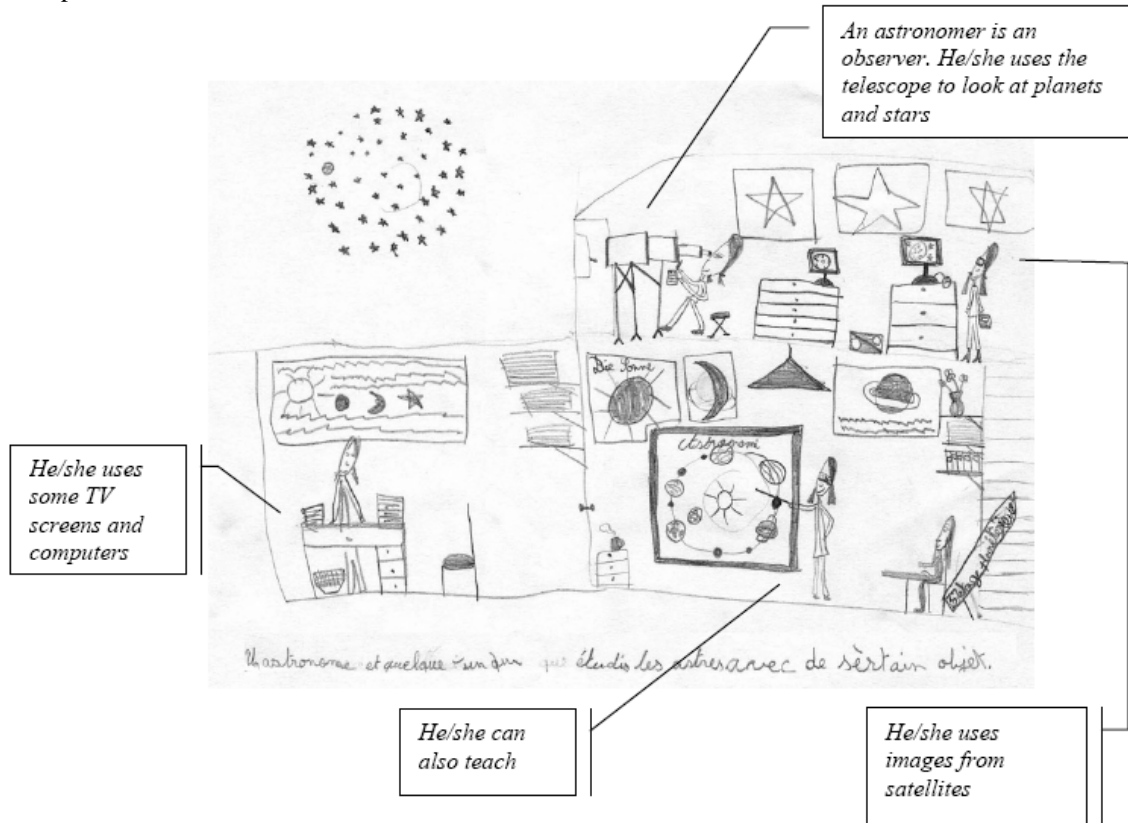 An astronomer is an
observer. He/she uses the
telescope to look at planets
and stars
Die Sonne
Astronomi
He/she uses
some TV
screens and
computers
Un astronome et quelque-un qui étudis les astres avec de sèrtain objet.
He/she can
also teach
He/she uses
images from
satellites